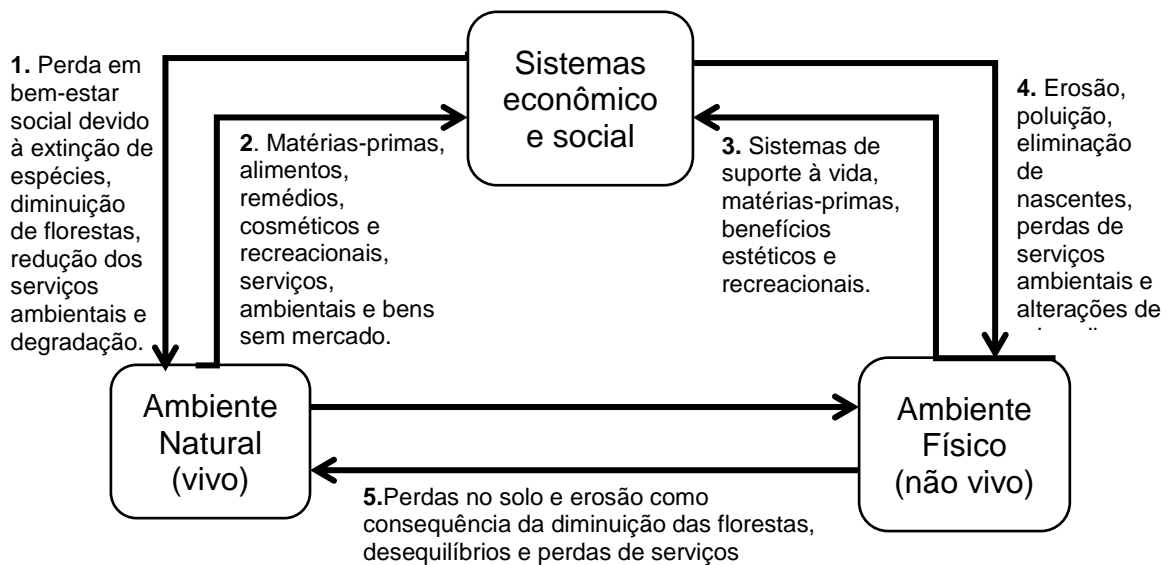 Sistemas
econômico
e social
1. Perda em
bem-estar
social devido
à extinção de
espécies,
diminuição
de florestas,
redução dos
serviços
ambientais e
degradação.
2. Matérias-primas,
alimentos,
remédios,
cosméticos e
recreacionais,
serviços,
ambientais e bens
sem mercado.
3. Sistemas de
suporte à vida,
matérias-primas,
benefícios
estéticos e
recreacionais.
4. Erosão,
poluição,
eliminação
de
nascentes,
perdas de
serviços
ambientais e
alterações de
Ambiente
Natural
(vivo)
Ambiente
Físico
(não vivo)
5.Perdas no solo e erosão como
consequência da diminuição das florestas,
desequilíbrios e perdas de serviços